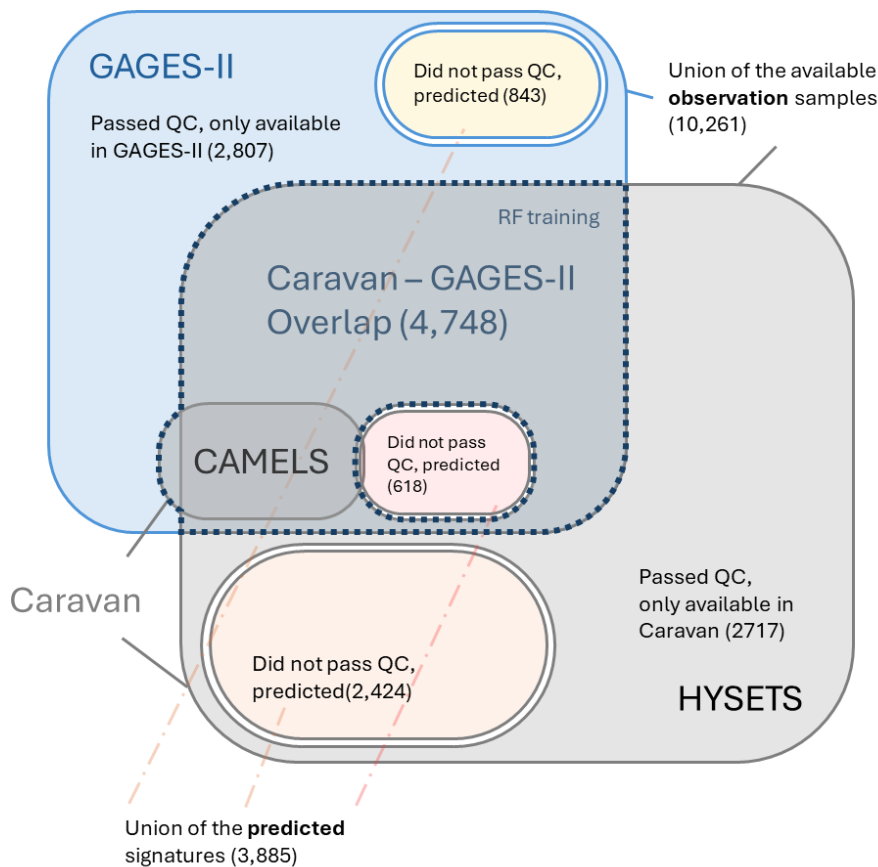 GAGES-II
Passed QC, only available
in GAGES-II (2,807)
Did not pass QC,
predicted (843)
Union of the available
observation samples
(10,261)
RF training
Caravan – GAGES-II
Overlap (4,748)
CAMELS
Did not pass
QC, predicted
(618)
Caravan
Did not pass QC,
predicted(2,424)
Passed QC,
only available in
Caravan (2717)
HYSETS
Union of the predicted
signatures (3,885)